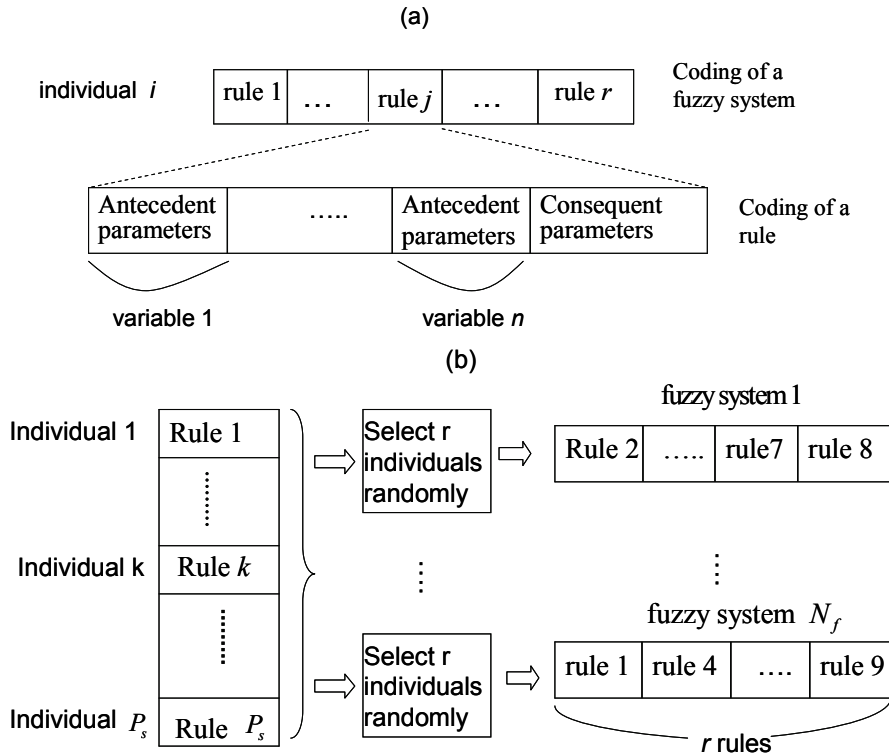 (a)
individual i
rule 1 ... rule j ... rule r
Coding of a
fuzzy system
Antecedent
parameters
.....
Antecedent
parameters
Consequent
parameters
Coding of a
rule
variable 1
variable n
(b)
fuzzy system 1
Individual 1
Rule 1
Select r
individuals
randomly
Rule 2 ..... rule7 rule 8
Individual k
Rule k
fuzzy system N_f
Select r
individuals
randomly
rule 1 rule 4 .... rule 9
Individual P_s
Rule P_s
r rules